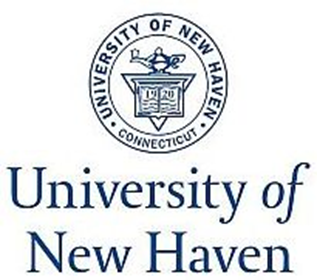 UNIVERSITY OF NEW HAVEN
1920
· CONNECTICUT ·
University of
New Haven